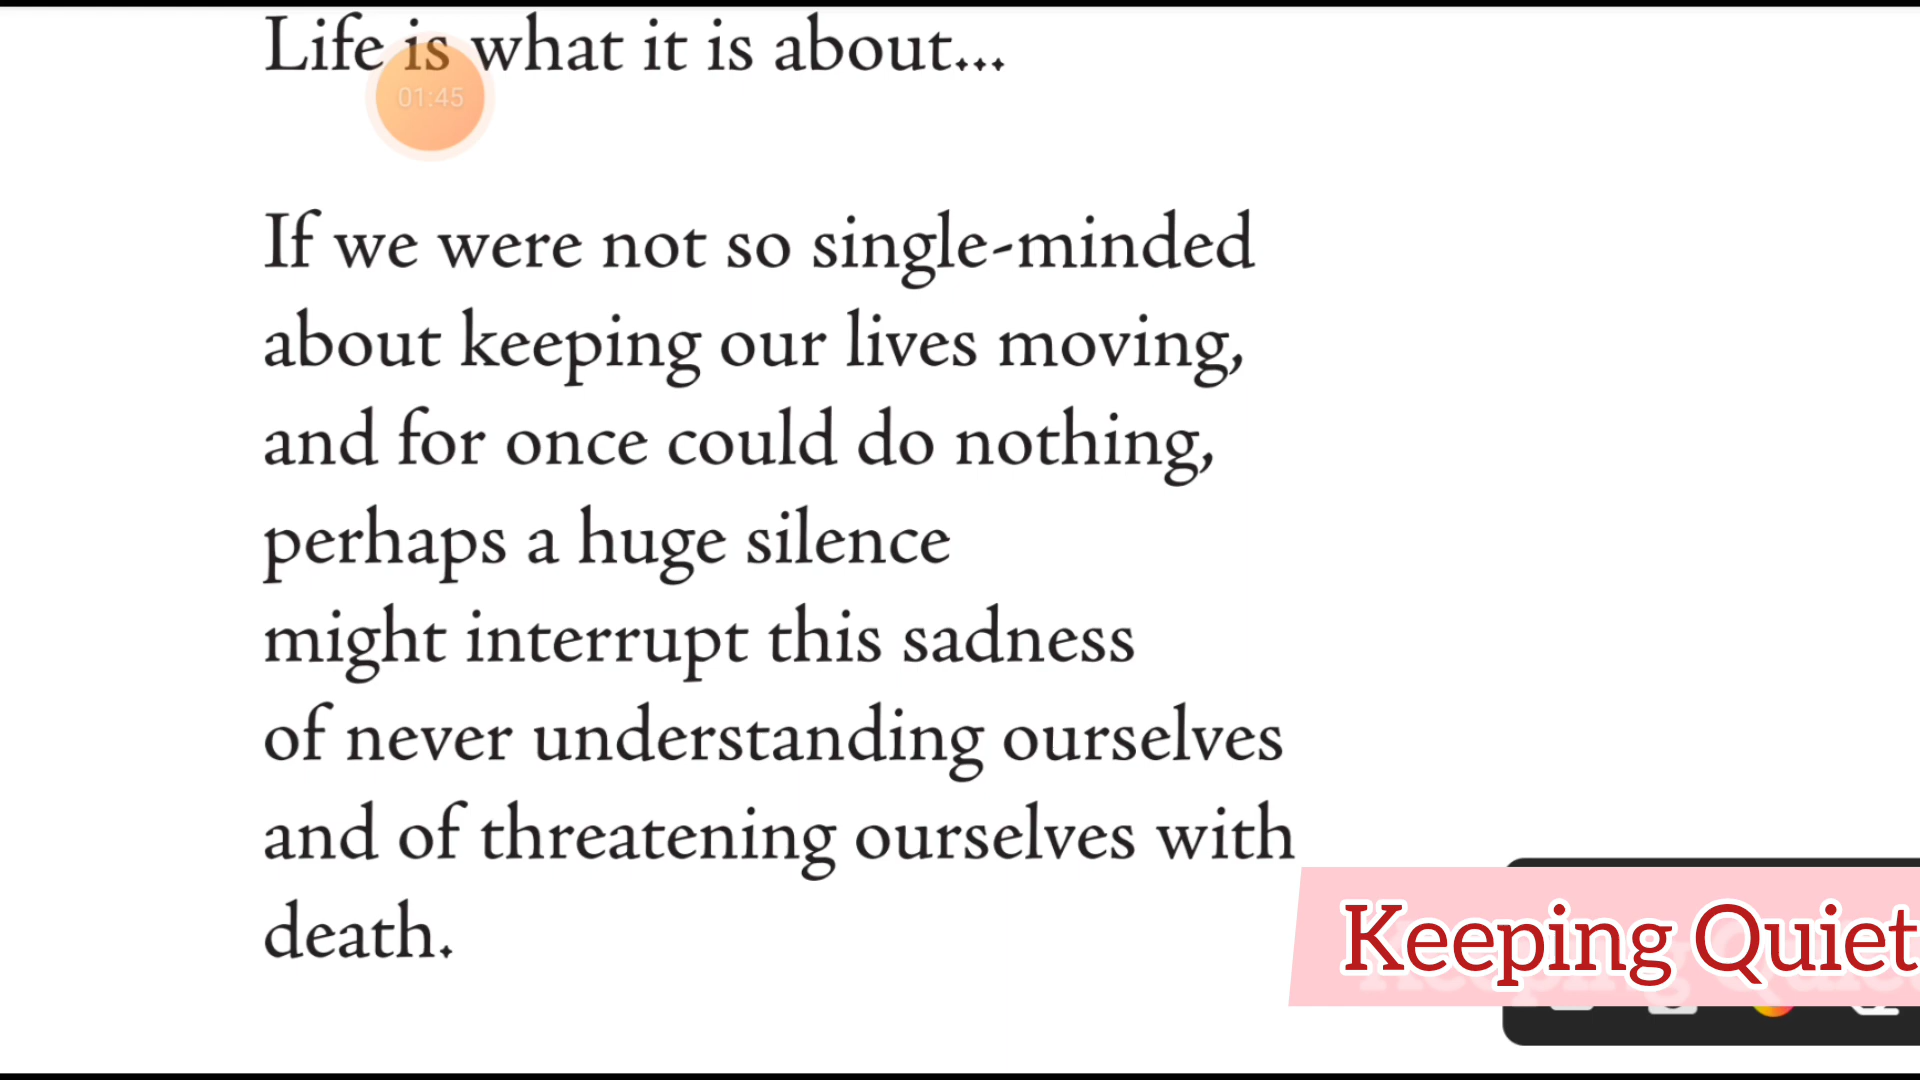 Life is what it is about...
01:45
If we were not so single-minded
about keeping our lives moving,
and for once could do nothing,
perhaps a huge silence
might interrupt this sadness
of never understanding ourselves
and of threatening ourselves with
death.
Keeping Quiet